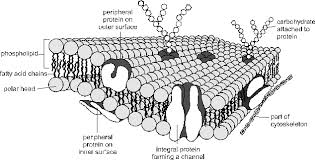 peripheral
protein on
outer surface
carbohydrate
attached to
protein
phospholipid
fatty acid chains
polar head
peripheral
protein on
inner surface
integral protein
forming a channel
part of
cytoskeleton